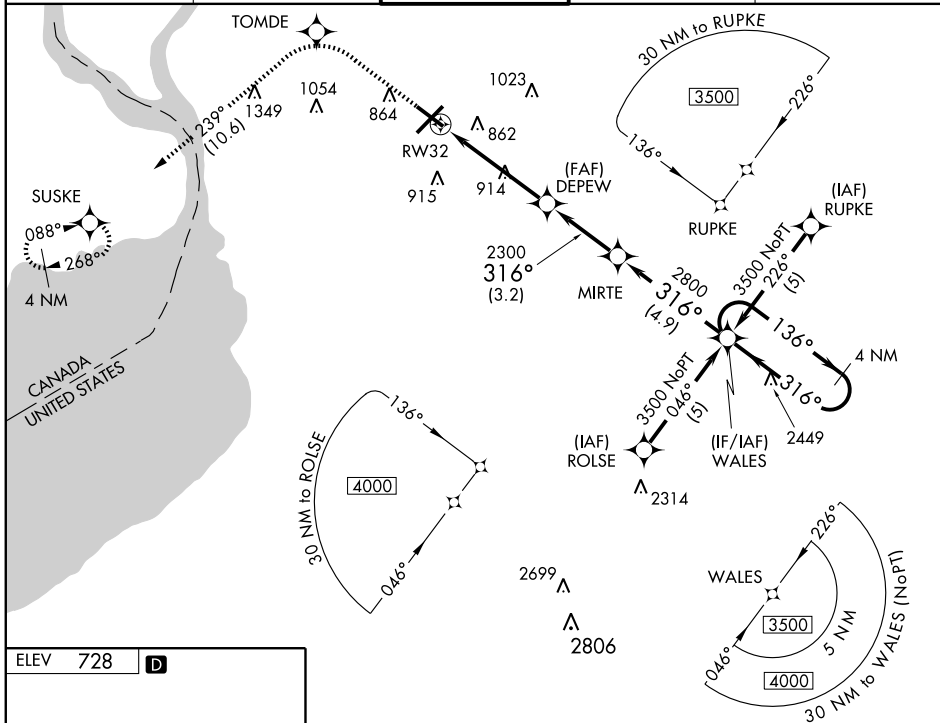 TOMDE
30 NM to RUPKE
3500
226°
136°
RUPKE
1023
1054
1349
864
862
239°
(10.6)
RW32
915
914
(FAF)
DEPEW
(IAF)
RUPKE
SUSKE
088°
268°
4 NM
2300
316°
(3.2)
MIRTE
2800
316°
(4.9)
3500 NoPT
226°
(5)
136°
4 NM
316°
3500 NoPT
046°
(5)
2449
(IAF)
ROLSE
(IF/IAF)
WALES
2314
CANADA
UNITED STATES
30 NM to ROLSE
136°
4000
046°
2699
2806
WALES
226°
3500
5 NM
046°
4000
30 NM to WALES (NoPT)
ELEV 728 D